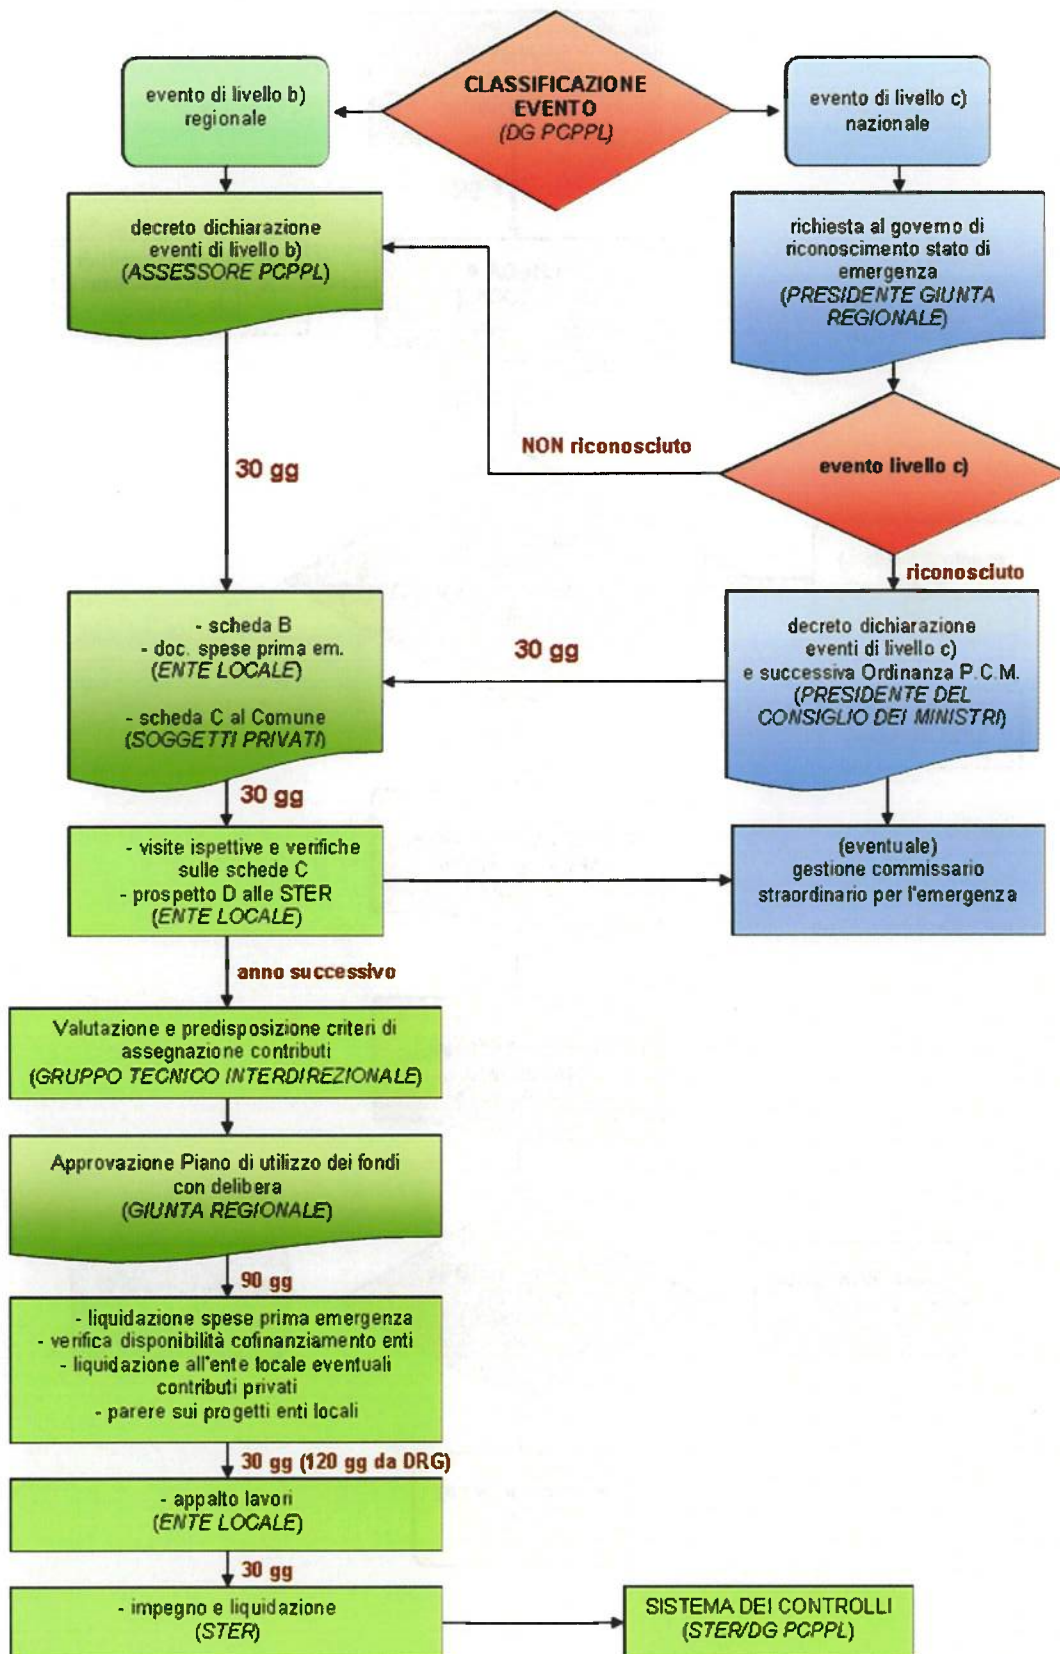 CLASSIFICAZIONE
EVENTO
(DG PCPPL)
evento di livello b)
regionale
evento di livello c)
nazionale
decreto dichiarazione
eventi di livello b)
(ASSESSORE PCPPL)
richiesta al governo di
riconoscimento stato di
emergenza
(PRESIDENTE GIUNTA
REGIONALE)
NON riconosciuto
evento livello c)
30 gg
riconosciuto
- scheda B
- doc. spese prima em.
(ENTE LOCALE)
- scheda C al Comune
(SOGGETTI PRIVATI)
30 gg
decreto dichiarazione
eventi di livello c)
e successiva Ordinanza P.C.M.
(PRESIDENTE DEL
CONSIGLIO DEI MINISTRI)
30 gg
- visite ispettive e verifiche
sulle schede C
- prospetto D alle STER
(ENTE LOCALE)
(eventuale)
gestione commissario
straordinario per l'emergenza
anno successivo
Valutazione e predisposizione criteri di
assegnazione contributi
(GRUPPO TECNICO INTERDIREZIONALE)
Approvazione Piano di utilizzo dei fondi
con delibera
(GIUNTA REGIONALE)
90 gg
- liquidazione spese prima emergenza
- verifica disponibilità cofinanziamento enti
- liquidazione all'ente locale eventuali
contributi privati
- parere sui progetti enti locali
30 gg (120 gg da DRG)
- appalto lavori
(ENTE LOCALE)
30 gg
- impegno e liquidazione
(STER)
SISTEMA DEI CONTROLLI
(STER/DG PCPPL)